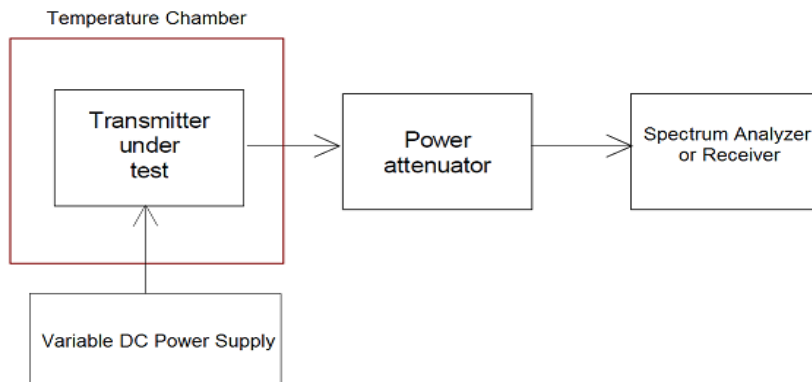 Temperature Chamber
Transmitter
under
test
Power
attenuator
Spectrum Analyzer
or Receiver
Variable DC Power Supply